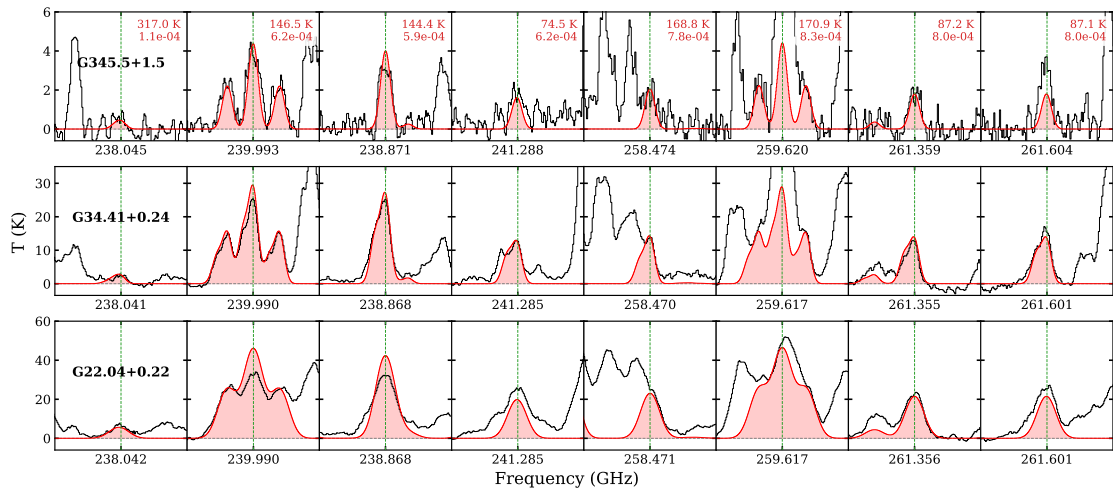 317.0 K 146.5 K 144.4 K 74.5 K 168.8 K 170.9 K 87.2 K 87.1 K
1.1e-04 6.2e-04 5.9e-04 6.2e-04 7.8e-04 8.3e-04 8.0e-04 8.0e-04
6
4
2
0
G345.5+1.5
238.045 239.993 238.871 241.288 258.474 259.620 261.359 261.604
T (K)
30
20
10
0
G34.41+0.24
238.041 239.990 238.868 241.285 258.470 259.617 261.355 261.601
60
40
20
0
G22.04+0.22
238.042 239.990 238.868 241.285 258.471 259.617 261.356 261.601
Frequency (GHz)